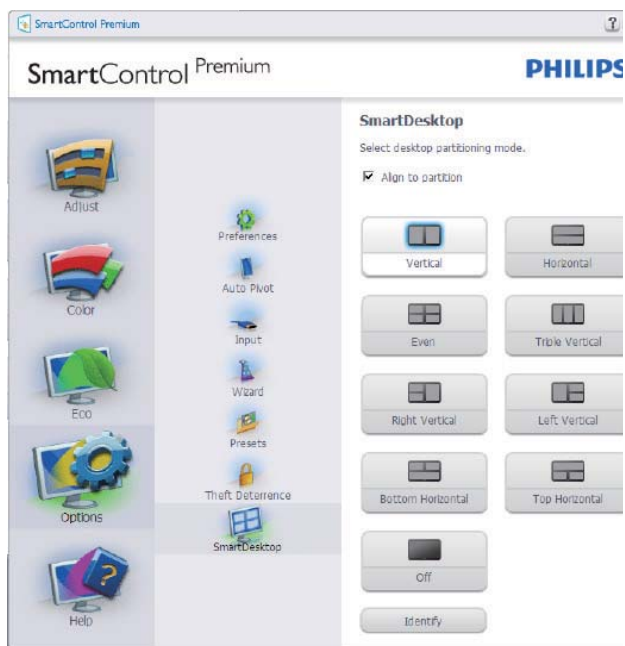 SmartControl Premium
?
SmartControl Premium
PHILIPS
Adjust
Color
Eco
Options
Help
Preferences
Auto Pivot
Input
Wizard
Presets
Theft Deterrence
SmartDesktop
SmartDesktop
Select desktop partitioning mode.
Align to partition
Vertical
Horizontal
Even
Triple Vertical
Right Vertical
Left Vertical
Bottom Horizontal
Top Horizontal
Off
Identify